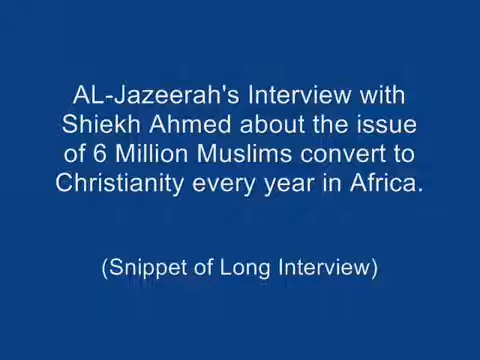 AL-Jazeerah's Interview with
Shiekh Ahmed about the issue
of 6 Million Muslims convert to
Christianity every year in Africa.
(Snippet of Long Interview)